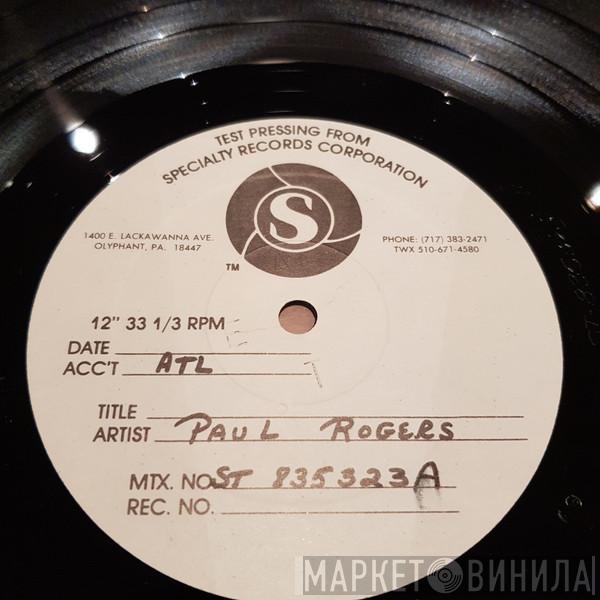 TEST PRESSING FROM
SPECIALTY RECORDS CORPORATION
S
TM
1400 E. LACKAWANNA AVE.
OLYPHANT, PA. 18447
PHONE: (717) 383-2471
TWX 510-671-4580
12" 33 1/3 RPM
DATE
ACC'T ATL
TITLE
ARTIST PAUL ROGERS
MTX. NO. ST 835323A
REC. NO.
МАРКЕТ ВИНИЛА